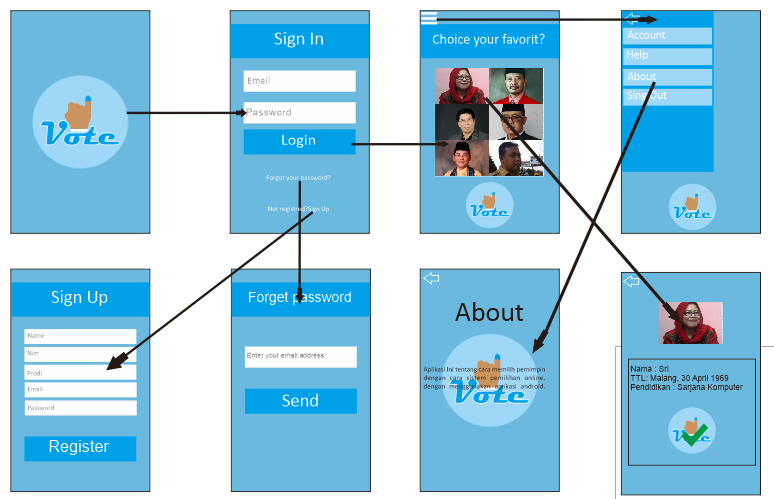 Vote
Sign In
Email
Password
Login
Forgot your password?
Not registred?Sign Up
Choice your favorit?
Vote
Account
Help
About
Sing Out
Vote
Sign Up
Name
Nim
Prodi
Email
Password
Register
Forget password
Enter your email address
Send
About
Aplikasi Ini tentang cara memilih pemimpin
dengan cara sistem pemilihan online.
dengan menggunakan aplikasi android.
Vote
Nama : Sri
TTL: Malang, 30 April 1969
Pendidikan : Sarjana Komputer
Vote